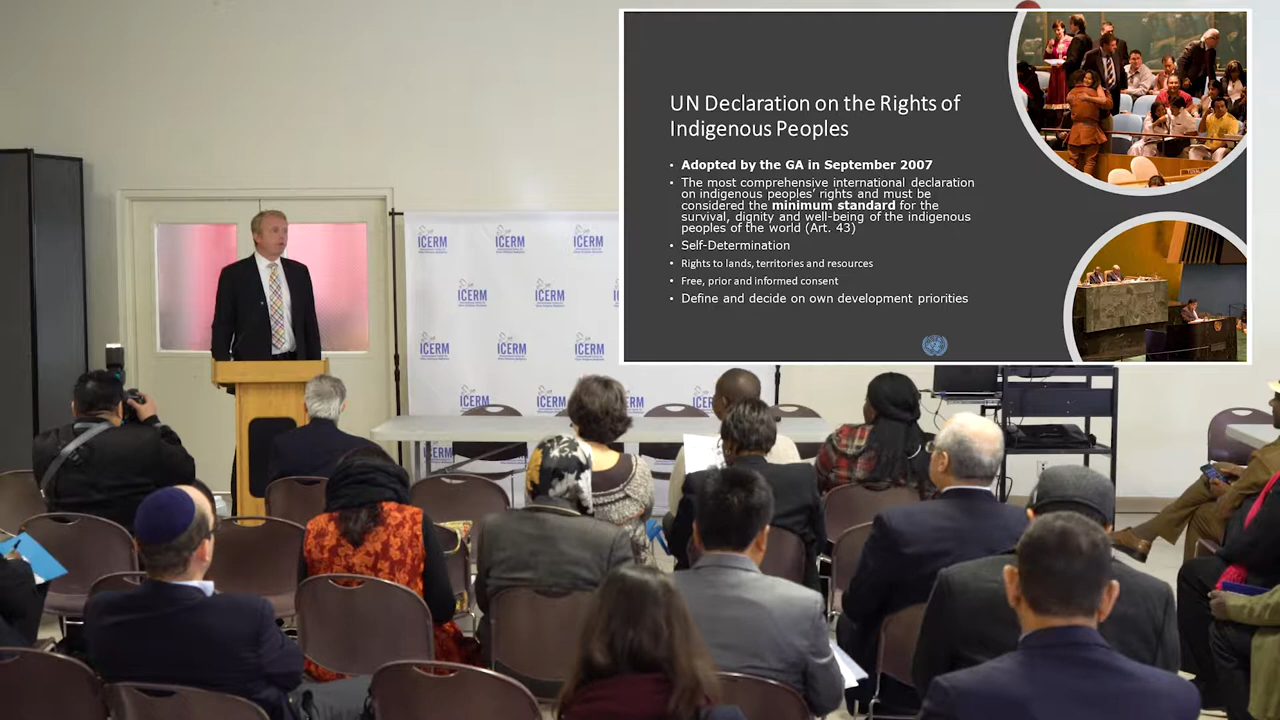 UN Declaration on the Rights of
Indigenous Peoples
• Adopted by the GA in September 2007
• The most comprehensive international declaration
on indigenous peoples’ rights and must be
considered the minimum standard for the
survival, dignity and well-being of the indigenous
peoples of the world (Art. 43)
• Self-Determination
• Rights to lands, territories and resources
• Free, prior and informed consent
• Define and decide on own development priorities
ICERM
ICERM
ICERM
ICERM
ICERM
ICERM
ICERM
ICERM
ICERM
ICERM
ERM
ICERM